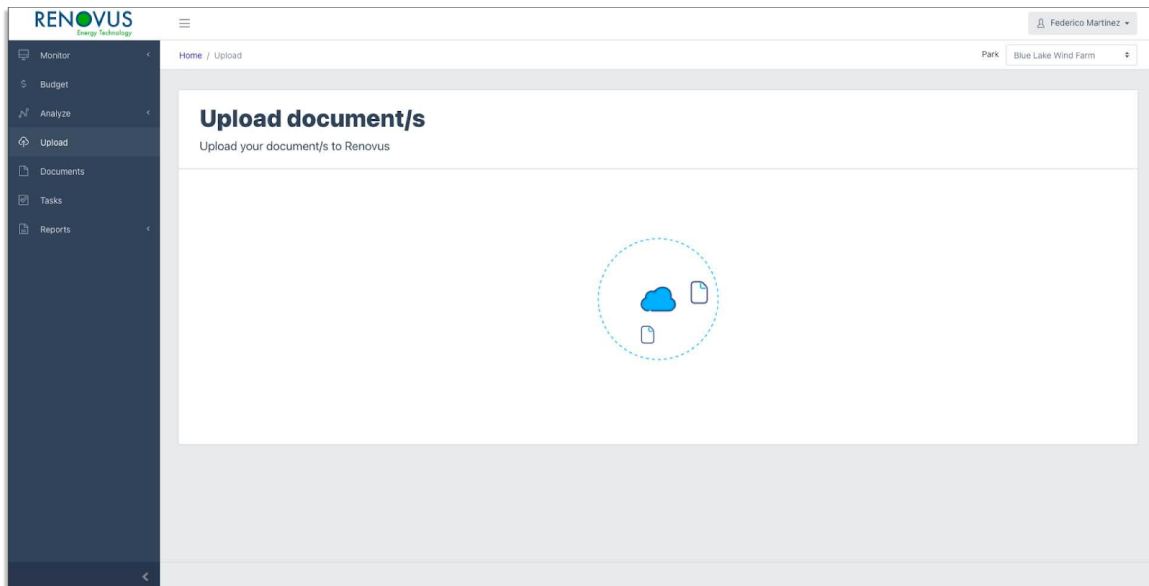 RENOVUS
Energy Technology
Federico Martinez
Monitor
Home / Upload
Park Blue Lake Wind Farm
Budget
Analyze
Upload
Documents
Tasks
Reports
Upload document/s
Upload your document/s to Renovus